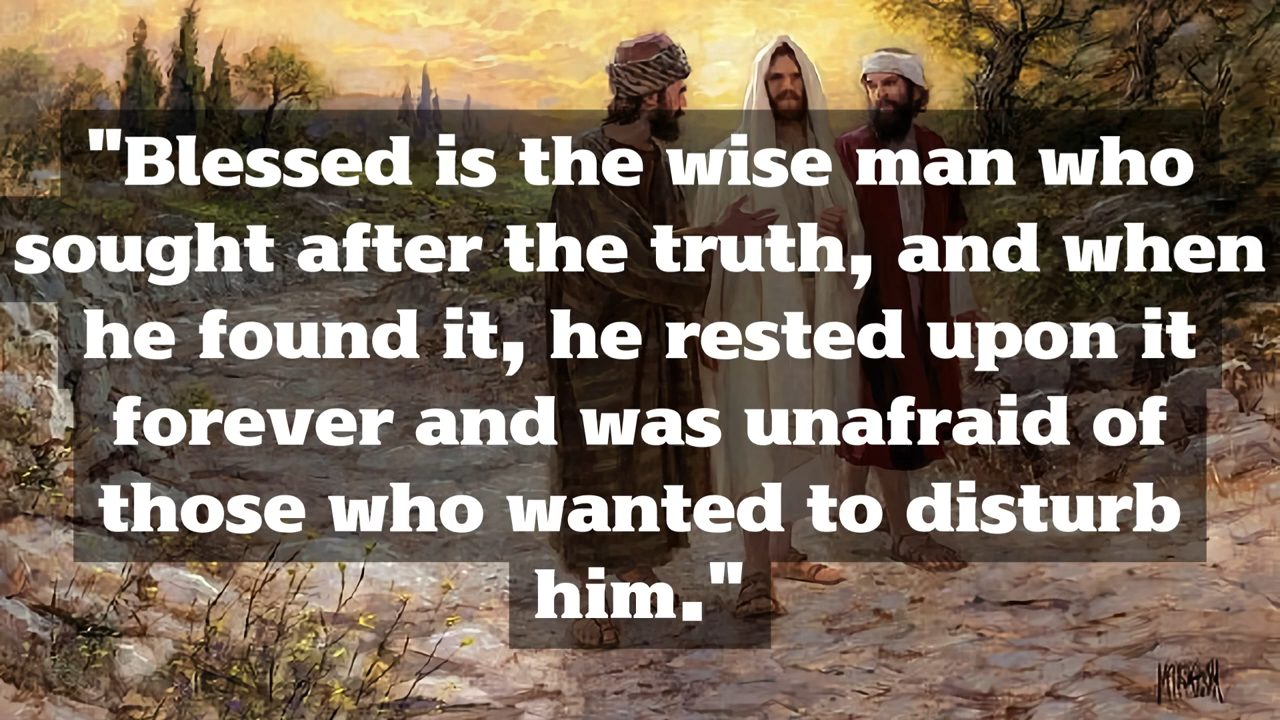 "Blessed is the wise man who
sought after the truth, and when
he found it, he rested upon it
forever and was unafraid of
those who wanted to disturb
him."